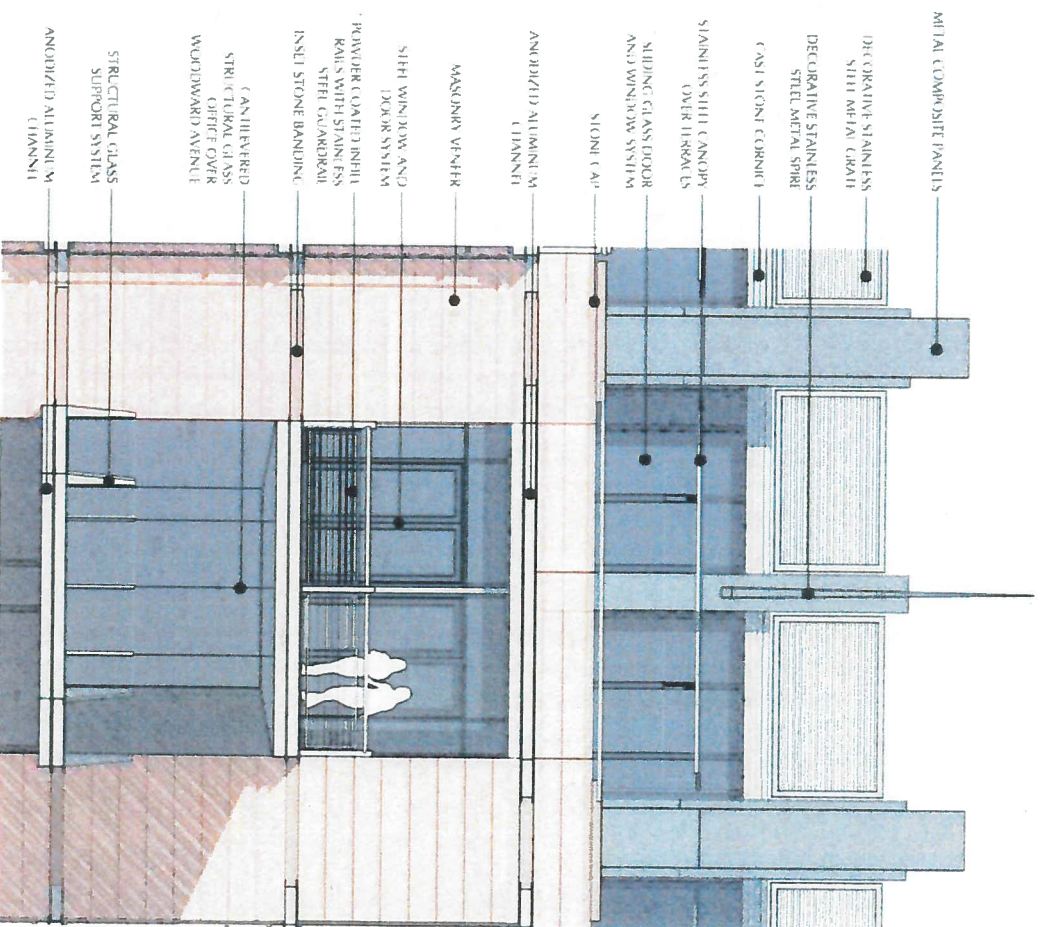 METAL COMPOSITE PANELS
DECORATIVE STAINLESS
STEEL METAL GRATE
DECORATIVE STAINLESS
STEEL METAL SPIRE
CAST STONE CORNICE
STAINLESS STEEL CANOPY
OVER TERRACES
SLIDING GLASS DOOR
AND WINDOW SYSTEM
STONE CAP
ANODIZED ALUMINUM
CHANNEL
MASONRY VENEER
STEEL WINDOW AND
DOOR SYSTEM
POWDER COATED INFILL
RAILS WITH STAINLESS
STEEL GUARDRAIL
INSET STONE BANDING
CANTILEVERED
STRUCTURAL GLASS
OFFICE OVER
WOODWARD AVENUE
STRUCTURAL GLASS
SUPPORT SYSTEM
ANODIZED ALUMINUM
CHANNEL